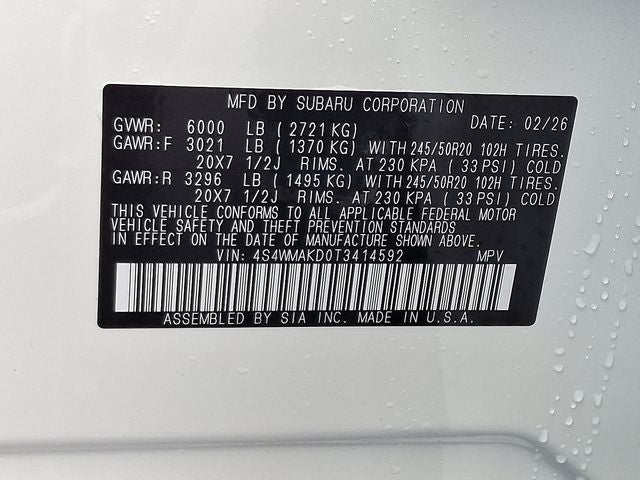 MFD BY SUBARU CORPORATION
DATE: 02/26
GVWR: 6000 LB (2721 KG)
GAWR:F 3021 LB (1370 KG) WITH 245/50R20 102H TIRES.
20X7 1/2J RIMS. AT 230 KPA (33 PSI) COLD
GAWR:R 3296 LB (1495 KG) WITH 245/50R20 102H TIRES.
20X7 1/2J RIMS. AT 230 KPA (33 PSI) COLD
THIS VEHICLE CONFORMS TO ALL APPLICABLE FEDERAL MOTOR
VEHICLE SAFETY AND THEFT PREVENTION STANDARDS
IN EFFECT ON THE DATE OF MANUFACTURE SHOWN ABOVE.
VIN: 4S4WMAKD0T3414592 MPV
ASSEMBLED BY SIA INC. MADE IN U.S.A.